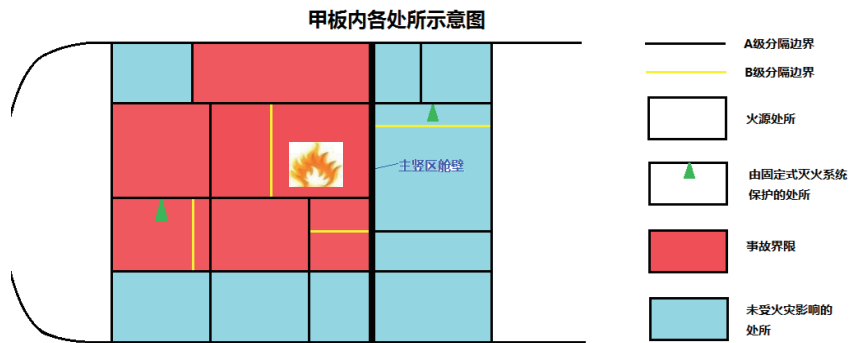 甲板内各处所示意图
A级分隔边界
B级分隔边界
火源处所
主竖区舱壁
由固定式灭火系统
保护的处所
事故界限
未受火灾影响的
处所